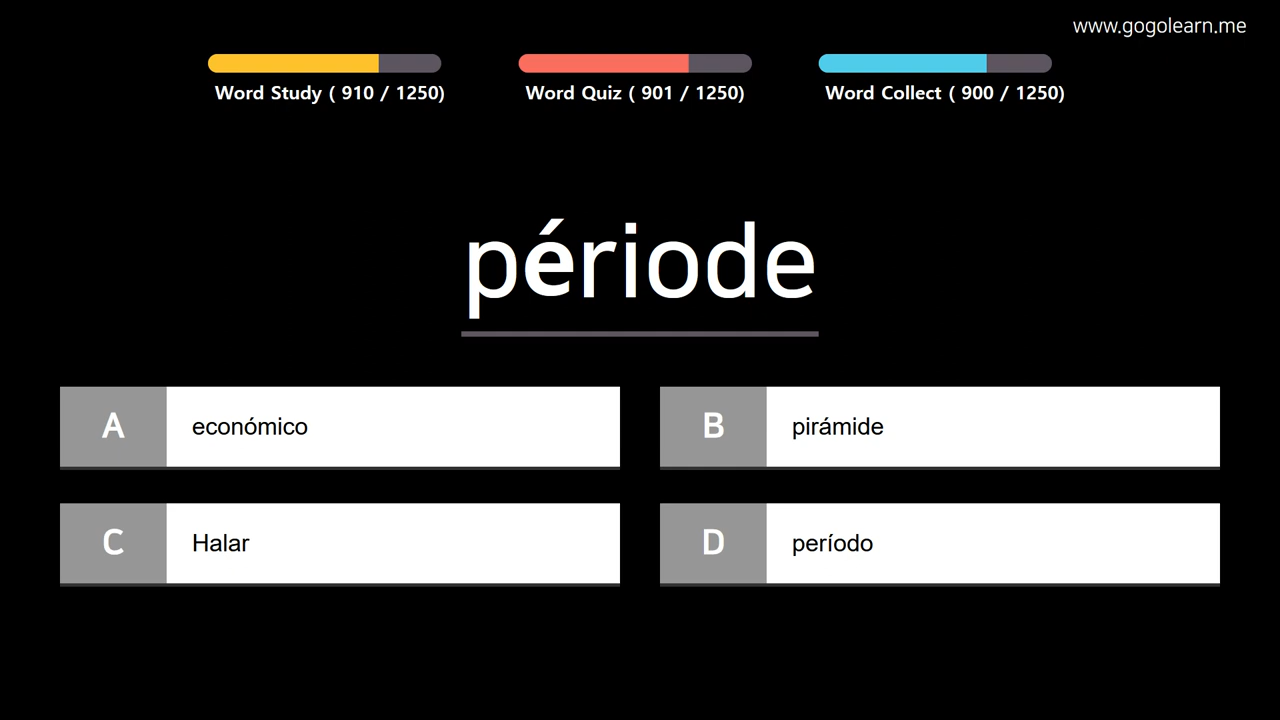 www.gogolearn.me
Word Study ( 910 / 1250)
Word Quiz ( 901 / 1250)
Word Collect ( 900 / 1250)
période
A
económico
B
pirámide
C
Halar
D
período